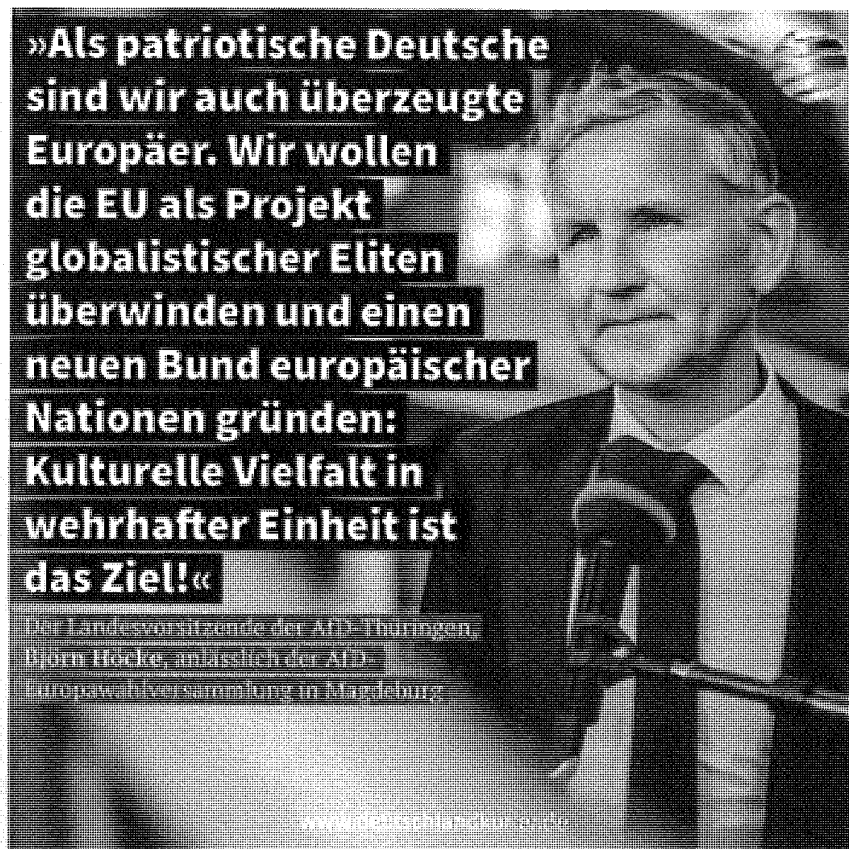 »Als patriotische Deutsche
sind wir auch überzeugte
Europäer. Wir wollen
die EU als Projekt
globalistischer Eliten
überwinden und einen
neuen Bund europäischer
Nationen gründen:
Kulturelle Vielfalt in
wehrhafter Einheit ist
das Ziel!«
Der Landesvorsitzende der AfD-Thüringen,
Björn Höcke, anlässlich der AfD-
Europawahlversammlung in Magdeburg